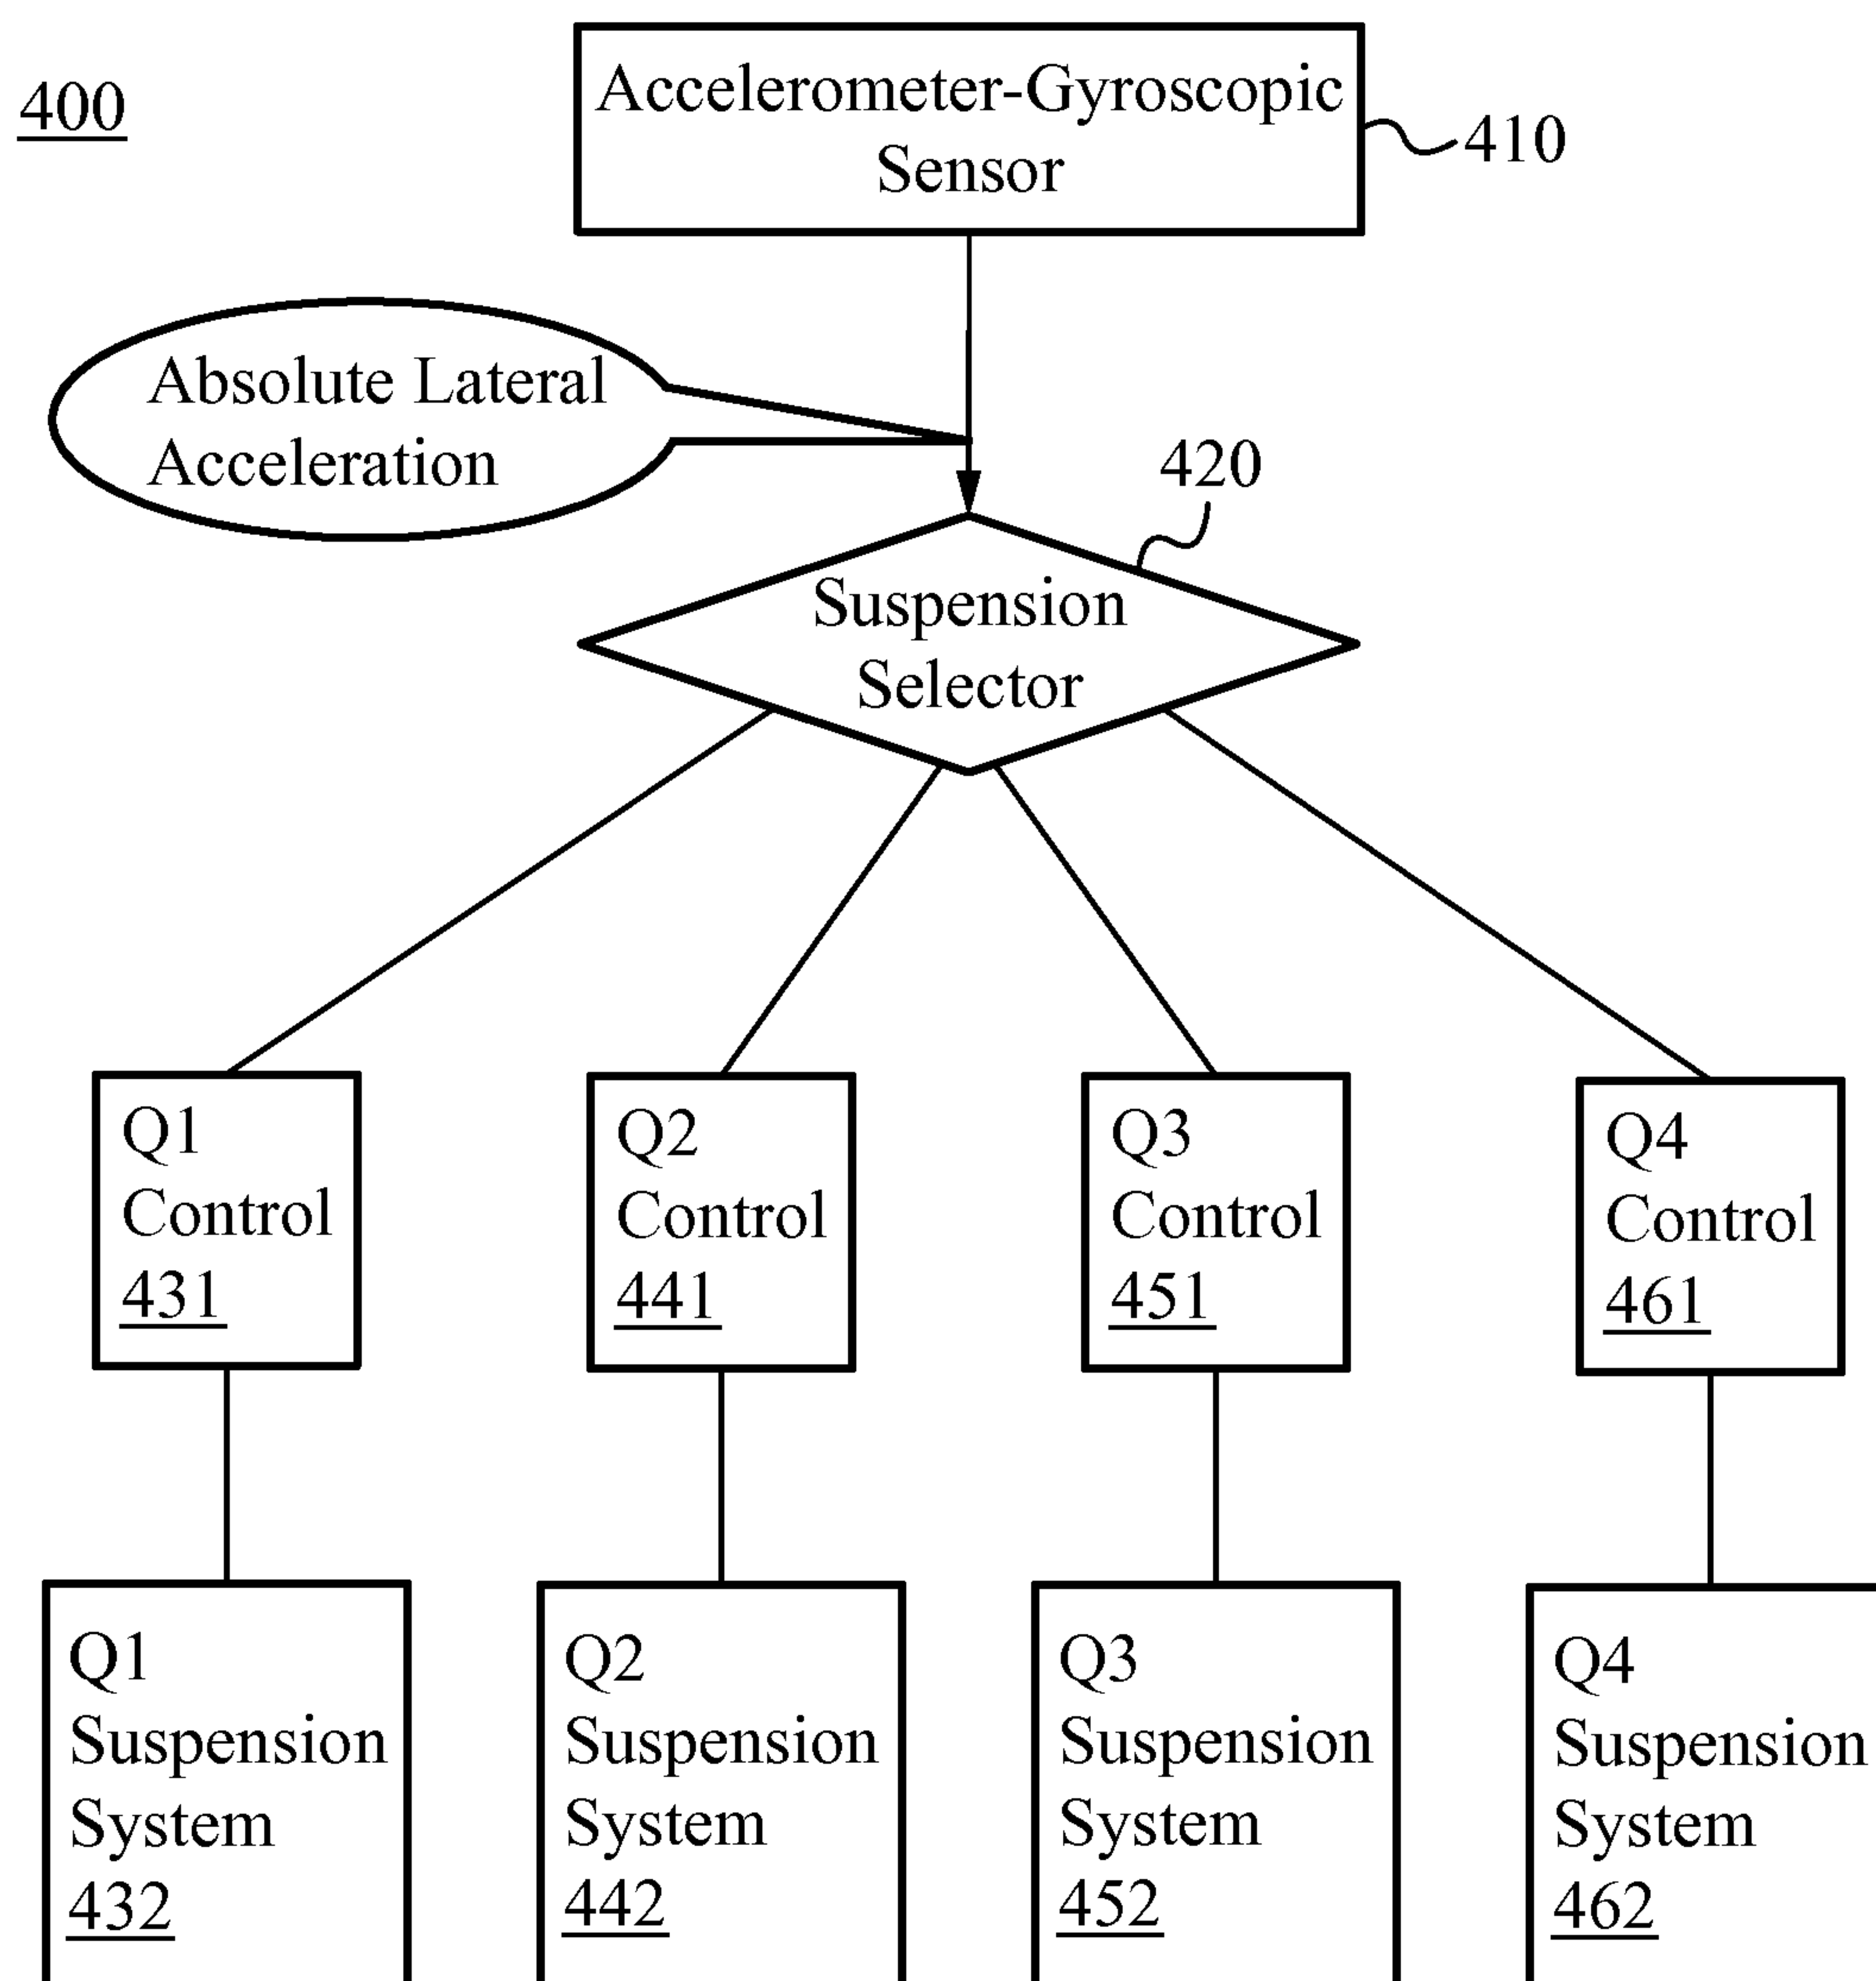 400
Accelerometer-Gyroscopic
Sensor
410
Absolute Lateral
Acceleration
420
Suspension
Selector
Q1
Control
431
Q2
Control
441
Q3
Control
451
Q4
Control
461
Q1
Suspension
System
432
Q2
Suspension
System
442
Q3
Suspension
System
452
Q4
Suspension
System
462